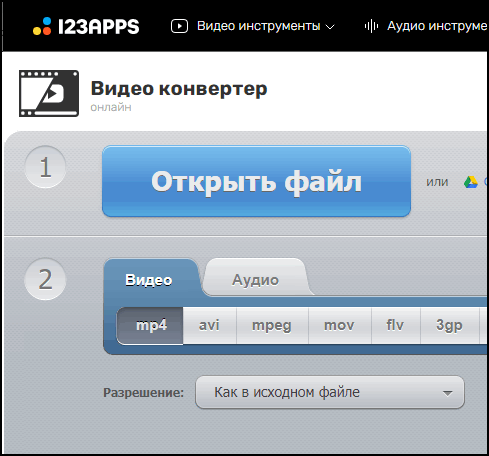 123APPS Видео инструменты Аудио инструме
Видео конвертер
онлайн
1 Открыть файл или
2 Видео Аудио
mp4 avi mpeg mov flv 3gp
Разрешение: Как в исходном файле